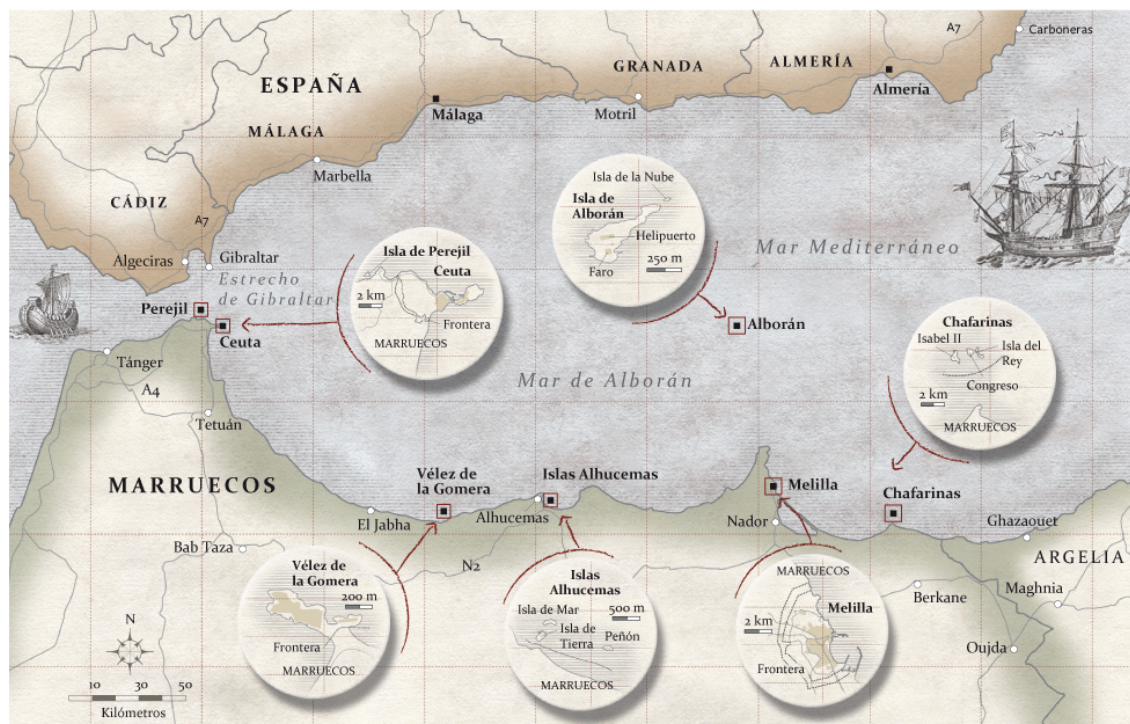 A7
Carboneras
GRANADA
ALMERÍA
ESPAÑA
Almería
Málaga
Motril
MÁLAGA
Marbella
Isla de la Nube
Isla de
Alborán
Helipuerto
Faro
250 m
CÁDIZ
A7
Algeciras
Gibraltar
Estrecho
de Gibraltar
Mar Mediterráneo
Isla de Perejil
Ceuta
2 km
Frontera
MARRUECOS
Perejil
Ceuta
Alborán
Chafarinas
Isabel II
Isla del
Rey
Congreso
2 km
MARRUECOS
Tánger
A4
Tetuán
Mar de Alborán
MARRUECOS
Vélez de
la Gomera
Islas Alhucemas
Melilla
Chafarinas
El Jabha
Alhucemas
Nador
Ghazaouet
Bab Taza
N2
ARGELIA
Maghnia
Berkane
Oujda
Vélez de
la Gomera
200 m
Frontera
MARRUECOS
Islas
Alhucemas
Isla de Mar
500 m
Isla de
Tierra
Peñón
MARRUECOS
MARRUECOS
Melilla
2 km
Frontera
N
10 30 50
Kilómetros